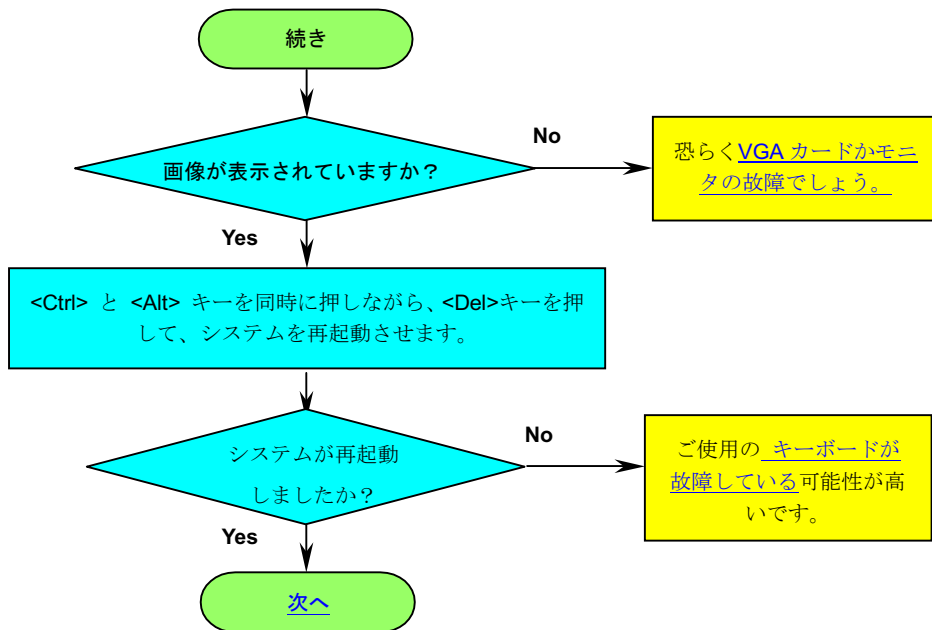 続き
画像が表示されていますか？
No
恐らくVGA カードかモニ
タの故障でしょう。
Yes
<Ctrl> と <Alt> キーを同時に押しながら、<Del>キーを押
して、システムを再起動させます。
システムが再起動
しましたか？
No
ご使用の キーボードが
故障している可能性が高
いです。
Yes
次へ